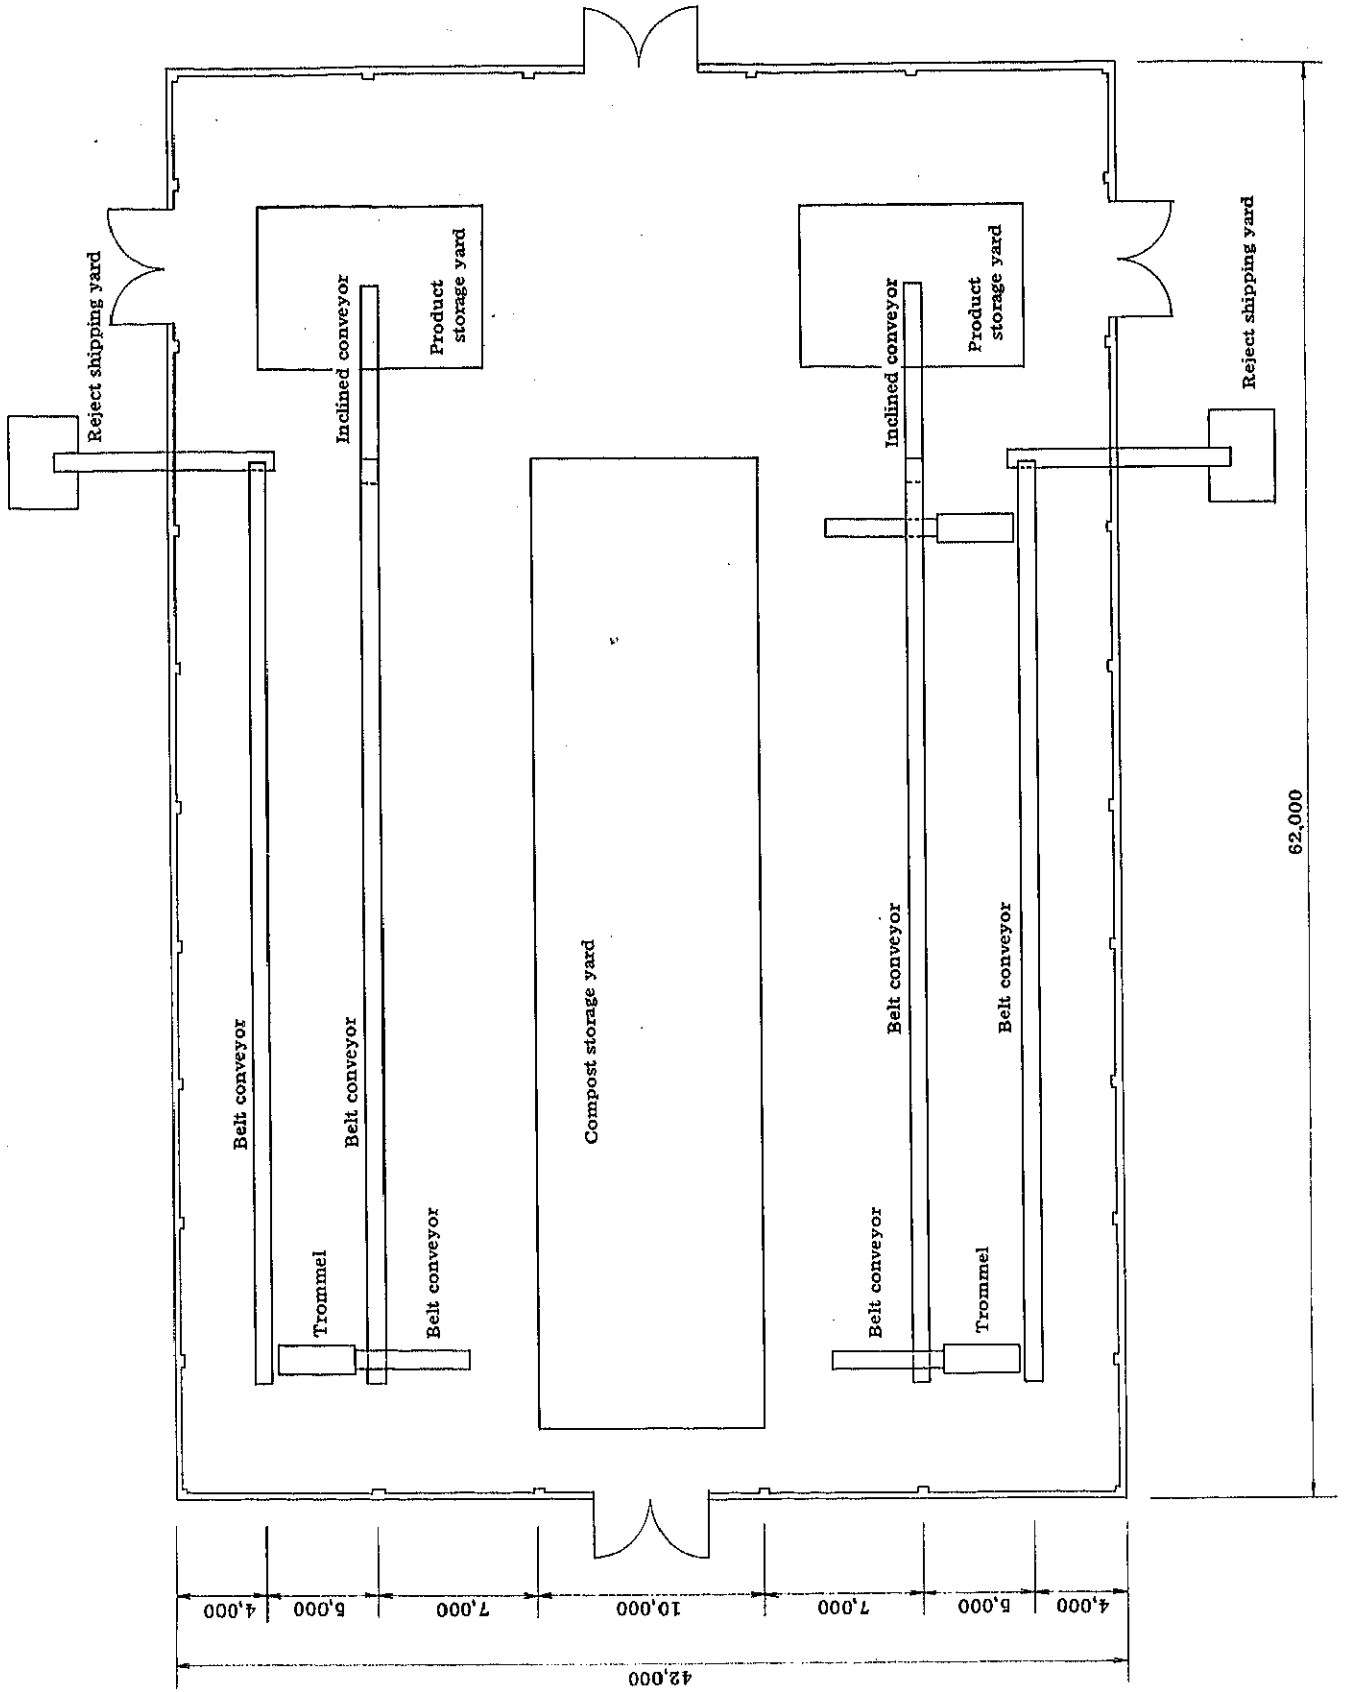 Reject shipping yard
Inclined conveyor
Product
storage yard
Inclined conveyor
Product
storage yard
Reject shipping yard
Belt conveyor
Belt conveyor
Compost storage yard
Belt conveyor
Belt conveyor
62,000
Trommel
Belt conveyor
Belt conveyor
Trommel
4,000
5,000
7,000
10,000
7,000
5,000
4,000
42,000